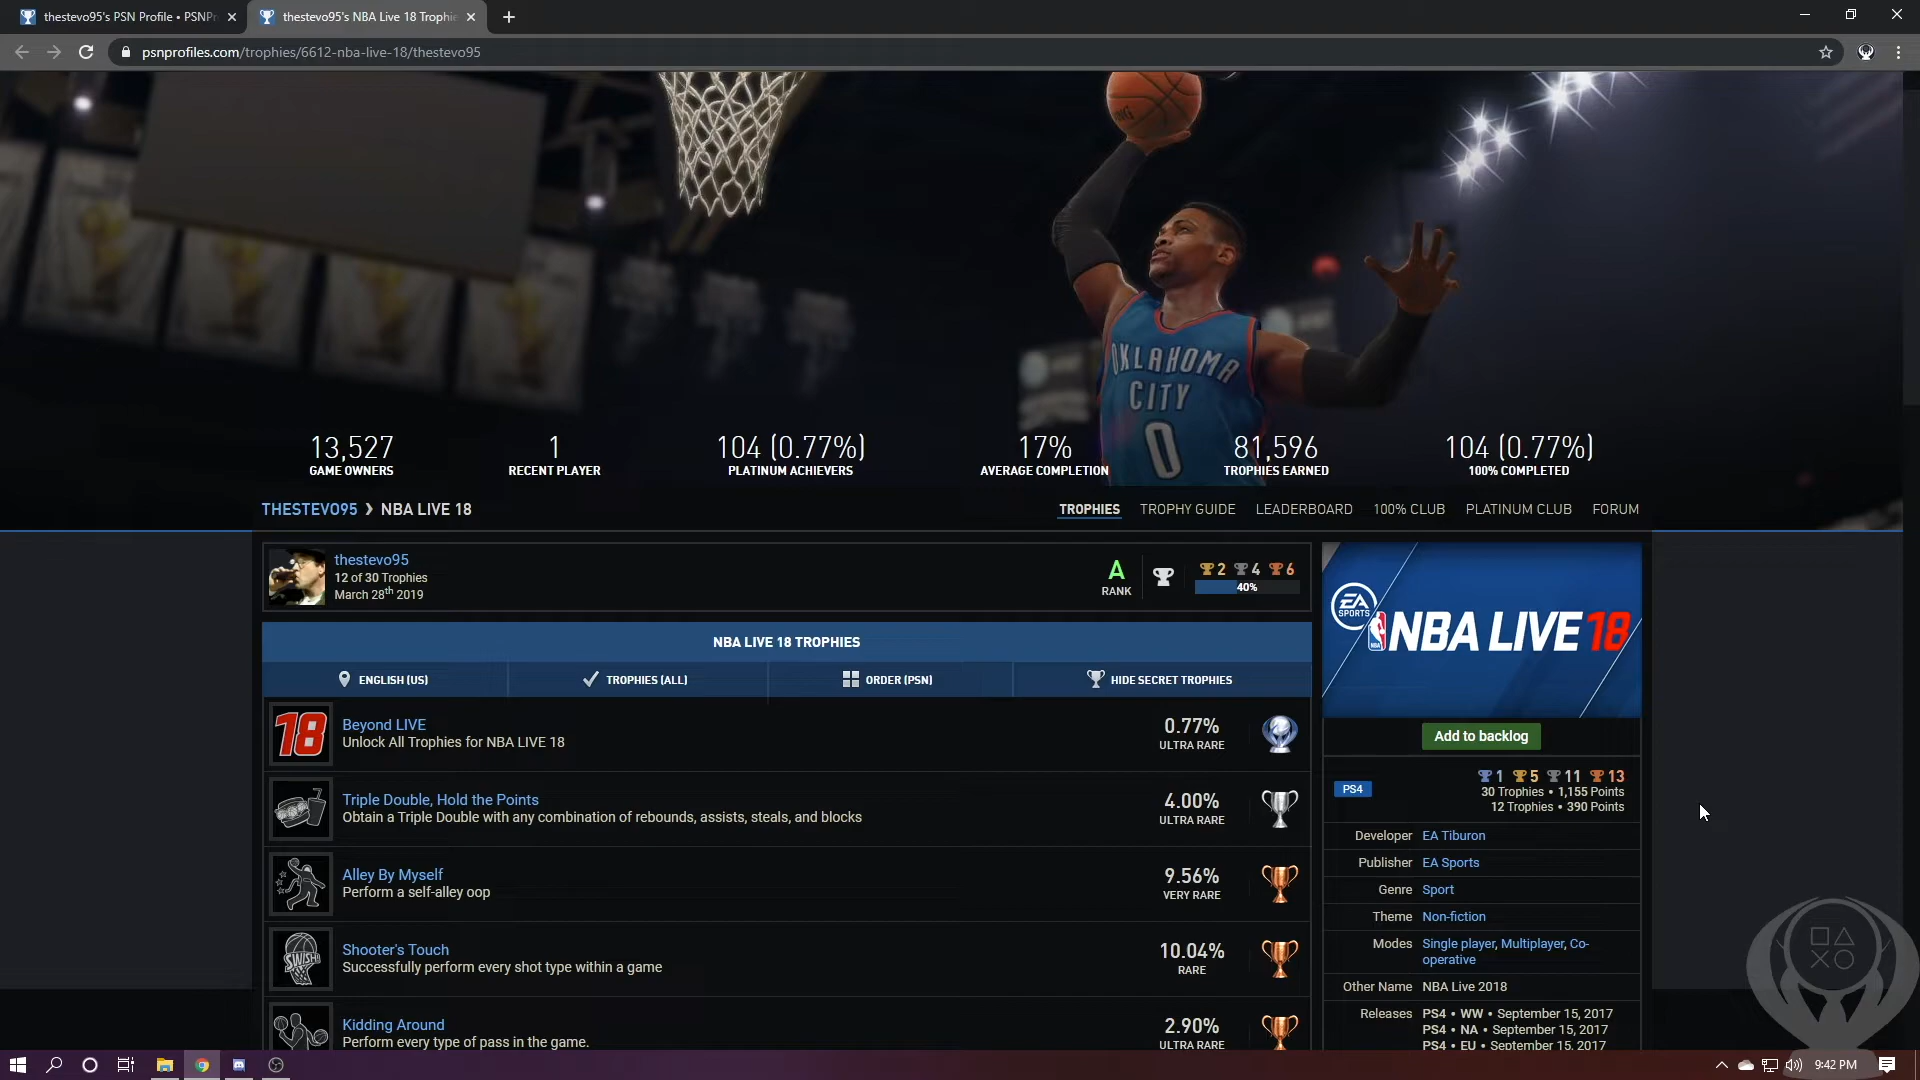 thestevo95's PSN Profile • PSNPr
thestevo95's NBA Live 18 Trophie
psnprofiles.com/trophies/6612-nba-live-18/thestevo95
OKLAHOMA
CITY
0
13,527
GAME OWNERS
1
RECENT PLAYER
104 (0.77%)
PLATINUM ACHIEVERS
17%
AVERAGE COMPLETION
81,596
TROPHIES EARNED
104 (0.77%)
100% COMPLETED
THESTEVO95 › NBA LIVE 18
TROPHIES TROPHY GUIDE LEADERBOARD 100% CLUB PLATINUM CLUB FORUM
thestevo95
12 of 30 Trophies
March 28th 2019
A
RANK
2 4 6
40%
NBA LIVE 18 TROPHIES
ENGLISH (US) TROPHIES (ALL) ORDER (PSN) HIDE SECRET TROPHIES
18
Beyond LIVE
Unlock All Trophies for NBA LIVE 18
0.77%
ULTRA RARE
Triple Double, Hold the Points
Obtain a Triple Double with any combination of rebounds, assists, steals, and blocks
4.00%
ULTRA RARE
Alley By Myself
Perform a self-alley oop
9.56%
VERY RARE
SWISH
Shooter's Touch
Successfully perform every shot type within a game
10.04%
RARE
Kidding Around
Perform every type of pass in the game.
2.90%
ULTRA RARE
EA
SPORTS
NBA
NBA LIVE 18
Add to backlog
PS4
1 5 11 13
30 Trophies • 1,155 Points
12 Trophies • 390 Points
Developer EA Tiburon
Publisher EA Sports
Genre Sport
Theme Non-fiction
Modes Single player, Multiplayer, Co-
operative
Other Name NBA Live 2018
Releases PS4 • WW • September 15, 2017
PS4 • NA • September 15, 2017
PS4 • EU • September 15, 2017
9:42 PM